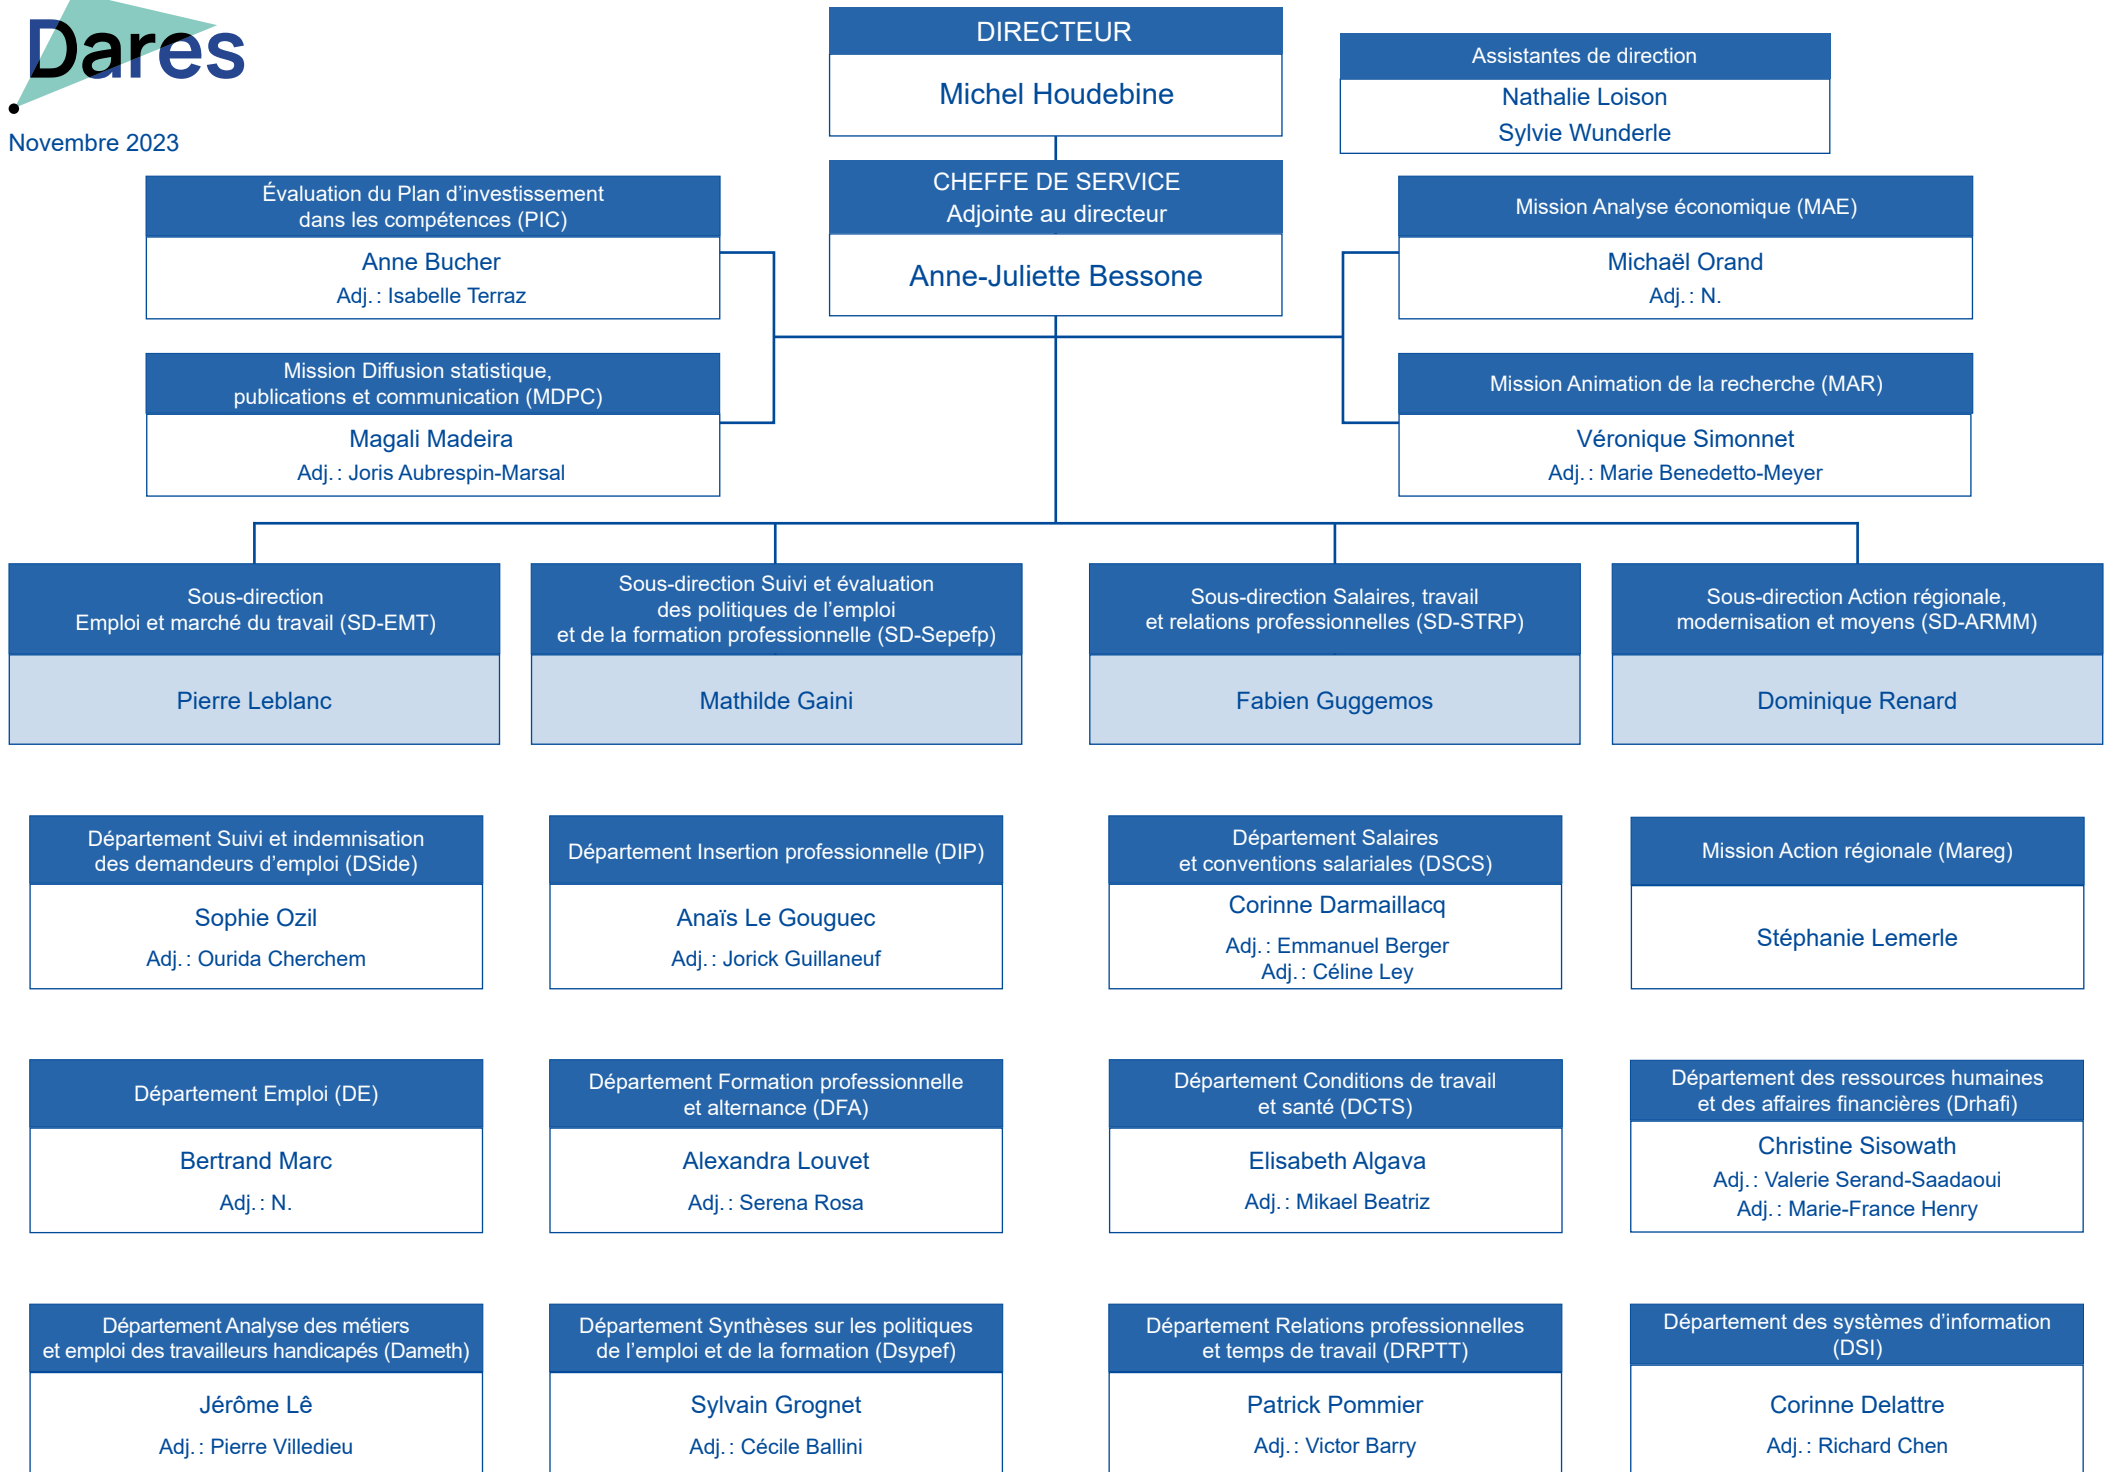 Dares
Novembre 2023
DIRECTEUR
Michel Houdebine
Assistantes de direction
Nathalie Loison
Sylvie Wunderle
CHEFFE DE SERVICE
Adjointe au directeur
Anne-Juliette Bessone
Évaluation du Plan d’investissement
dans les compétences (PIC)
Anne Bucher
Adj. : Isabelle Terraz
Mission Analyse économique (MAE)
Michaël Orand
Adj. : N.
Mission Diffusion statistique,
publications et communication (MDPC)
Magali Madeira
Adj. : Joris Aubrespin-Marsal
Mission Animation de la recherche (MAR)
Véronique Simonnet
Adj. : Marie Benedetto-Meyer
Sous-direction
Emploi et marché du travail (SD-EMT)
Pierre Leblanc
Sous-direction Suivi et évaluation
des politiques de l’emploi
et de la formation professionnelle (SD-Sepefp)
Mathilde Gaini
Sous-direction Salaires, travail
et relations professionnelles (SD-STRP)
Fabien Guggemos
Sous-direction Action régionale,
modernisation et moyens (SD-ARMM)
Dominique Renard
Département Suivi et indemnisation
des demandeurs d’emploi (DSide)
Sophie Ozil
Adj. : Ourida Cherchem
Département Insertion professionnelle (DIP)
Anaïs Le Gouguec
Adj. : Jorick Guillaneuf
Département Salaires
et conventions salariales (DSCS)
Corinne Darmaillacq
Adj. : Emmanuel Berger
Adj. : Céline Ley
Mission Action régionale (Mareg)
Stéphanie Lemerle
Département Emploi (DE)
Bertrand Marc
Adj. : N.
Département Formation professionnelle
et alternance (DFA)
Alexandra Louvet
Adj. : Serena Rosa
Département Conditions de travail
et santé (DCTS)
Elisabeth Algava
Adj. : Mikael Beatriz
Département des ressources humaines
et des affaires financières (Drhafi)
Christine Sisowath
Adj. : Valerie Serand-Saadaoui
Adj. : Marie-France Henry
Département Analyse des métiers
et emploi des travailleurs handicapés (Dameth)
Jérôme Lê
Adj. : Pierre Villedieu
Département Synthèses sur les politiques
de l’emploi et de la formation (Dsypef)
Sylvain Grognet
Adj. : Cécile Ballini
Département Relations professionnelles
et temps de travail (DRPTT)
Patrick Pommier
Adj. : Victor Barry
Département des systèmes d’information
(DSI)
Corinne Delattre
Adj. : Richard Chen